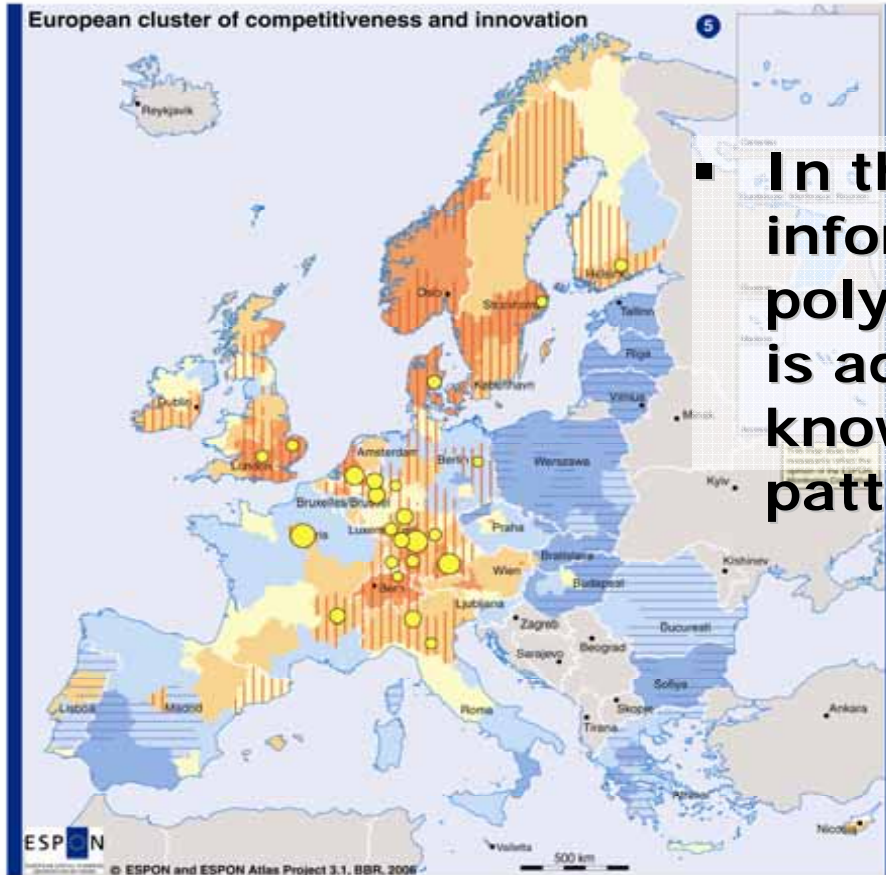 European cluster of competitiveness and innovation
5
Reykjavik
▪ In th
infor
poly
is ac
know
patt
Oslo
Helsinki
Stockholm
Tallinn
Riga
København
Vilnius
Minsk
Dublin
London
Amsterdam
Berlin
Warszawa
Bruxelles/Brussel
Kyiv
Praha
Bratislava
Kishinev
Wien
Budapest
Bern
Ljubljana
Zagreb
Bucuresti
Beograd
Sarajevo
Sofiya
Skopje
Lisboa
Madrid
Roma
Tirana
Ankara
Nicosia
ESPON
Valletta
500 km
© ESPON and ESPON Atlas Project 3.1, BBR, 2006